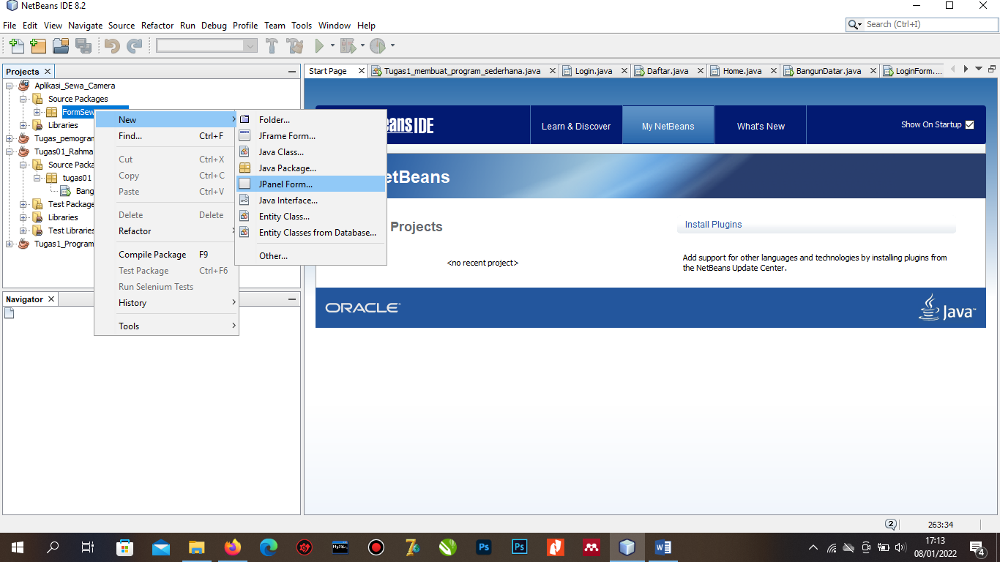 NetBeans IDE 8.2
File Edit View Navigate Source Refactor Run Debug Profile Team Tools Window Help
Search (Ctrl+I)
Projects
Aplikasi_Sewa_Camera
Source Packages
FormSew
Libraries
Tugas_pemogran
Tugas01_Rahma
Source Packa
tugas01
Bang
Test Package
Libraries
Test Libraries
Tugas1_Program
Navigator
New
Find... Ctrl+F
Cut Ctrl+X
Copy Ctrl+C
Paste Ctrl+V
Delete Delete
Refactor
Compile Package F9
Test Package Ctrl+F6
Run Selenium Tests
History
Tools
Folder...
JFrame Form...
Java Class...
Java Package...
JPanel Form...
Java Interface...
Entity Class...
Entity Classes from Database...
Other...
Start Page Tugas1_membuat_program_sederhana.java Login.java Daftar.java Home.java BangunDatar.java LoginForm....
eansIDE
Learn & Discover My NetBeans What's New Show On Startup
etBeans
Projects
<no recent project>
Install Plugins
Add support for other languages and technologies by installing plugins from
the NetBeans Update Center.
ORACLE
Java
2 263:34
MySQL
7
Ps Ps
17:13
08/01/2022
4